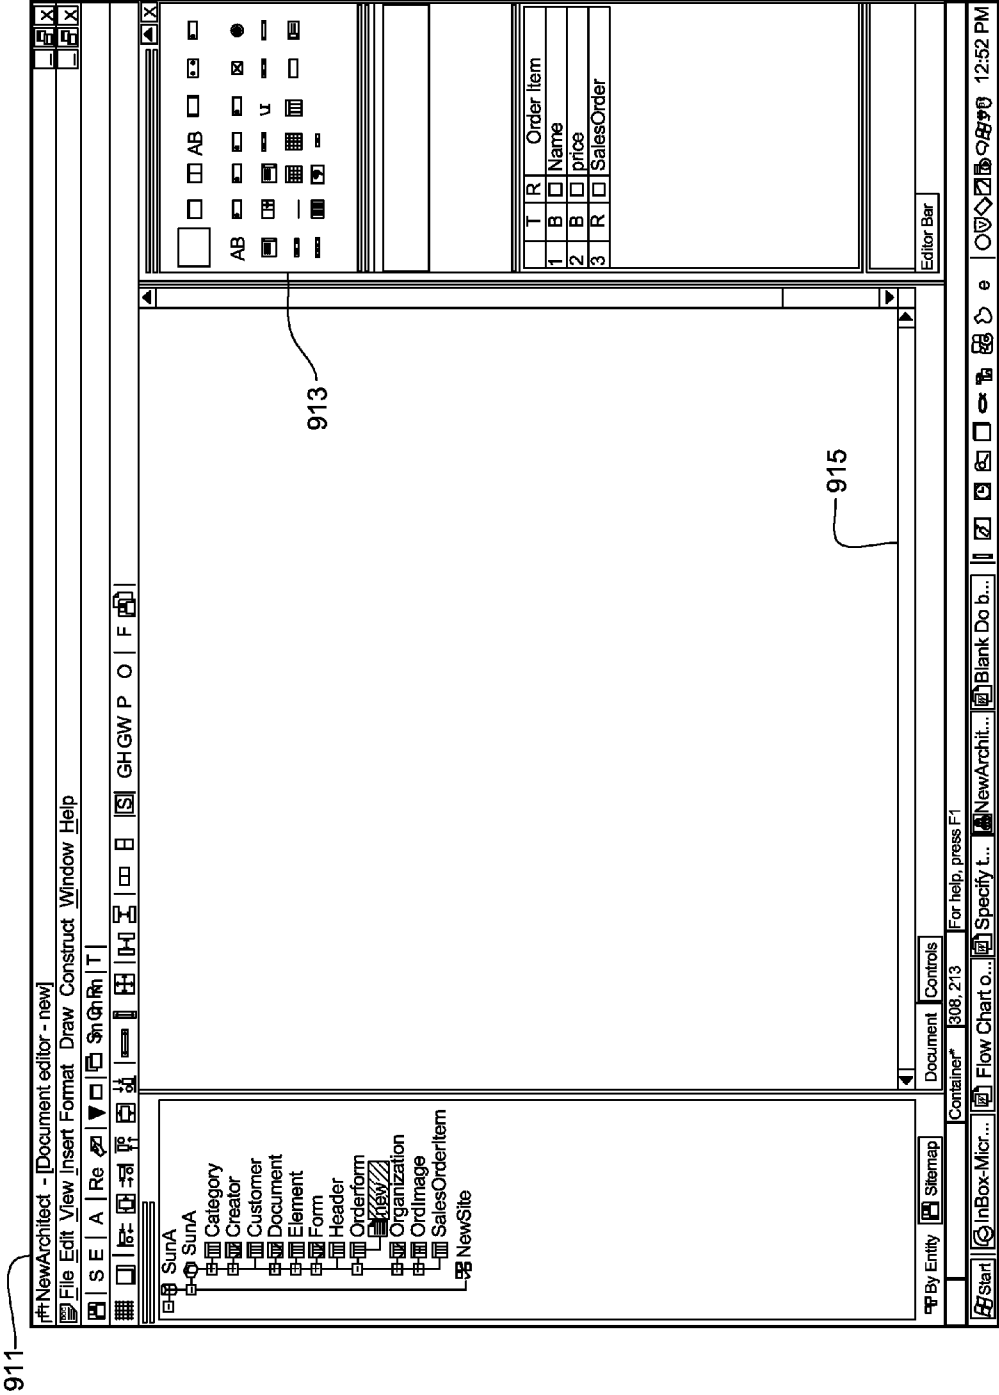 911
NewArchitect - [Document editor - new]
File Edit View Insert Format Draw Construct Window Help
S E A Re T
S GHGW P O F
SunA
SunA
Category
Creator
Customer
Document
Element
Form
Header
Orderform
new
Organization
OrdImage
SalesOrderItem
NewSite
By Entity Sitemap
913
915
Document Controls
AB
AB
T R Order Item
1 B Name
2 B price
3 R SalesOrder
Editor Bar
Container* 308, 213 For help, press F1
Start InBox-Micr... Flow Chart o... Specify t... NewArchit... Blank Do b... e 12:52 PM